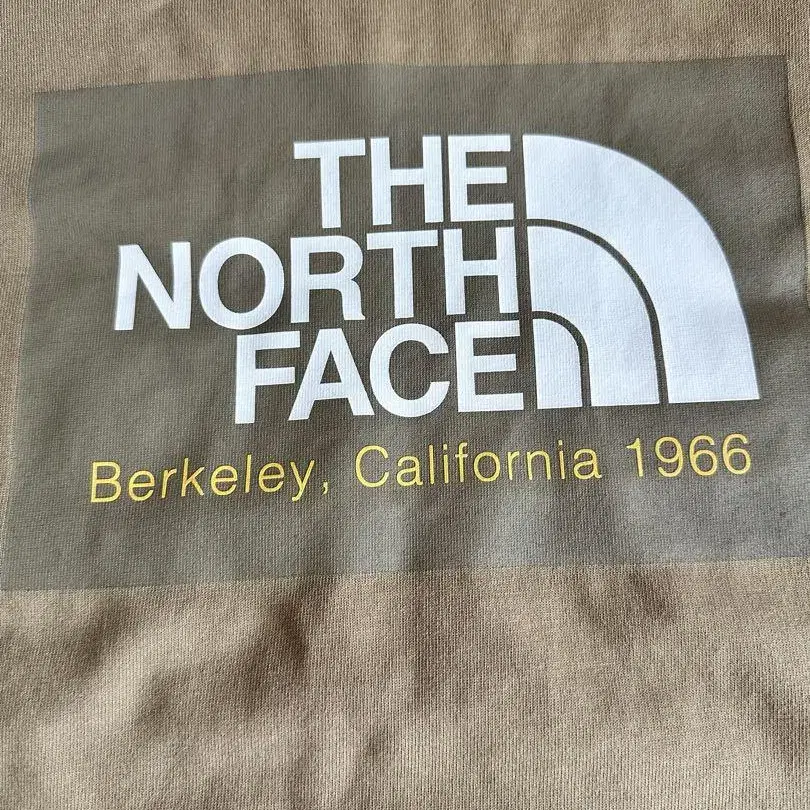 THE
NORTH
FACE
Berkeley, California 1966